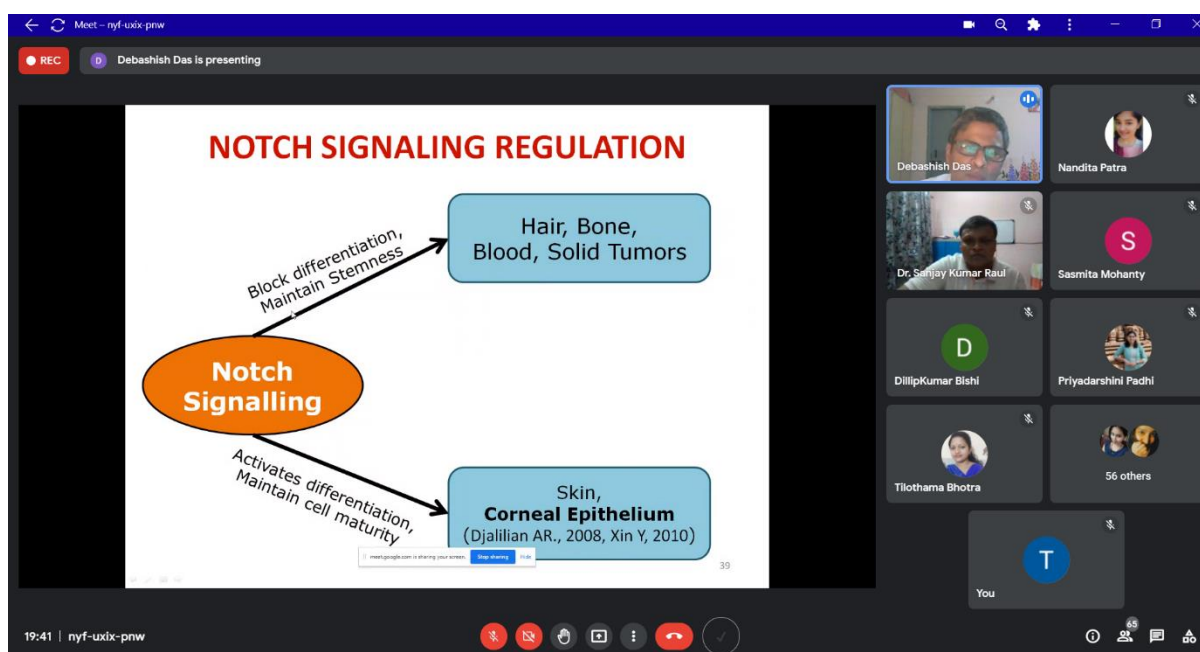 Meet – nyf-uxix-pnw
REC
D
Debashish Das is presenting
NOTCH SIGNALING REGULATION
Block differentiation,
Maintain Stemness
Hair, Bone,
Blood, Solid Tumors
Notch
Signalling
Activates differentiation,
Maintain cell maturity
Skin,
Corneal Epithelium
(Djalilian AR., 2008, Xin Y, 2010)
meet.google.com is sharing your screen.
Stop sharing
Hide
39
Debashish Das
Nandita Patra
Dr. Sanjay Kumar Raul
S
Sasmita Mohanty
D
DillipKumar Bishi
Priyadarshini Padhi
Tilothama Bhotra
56 others
T
You
19:41 | nyf-uxix-pnw
65